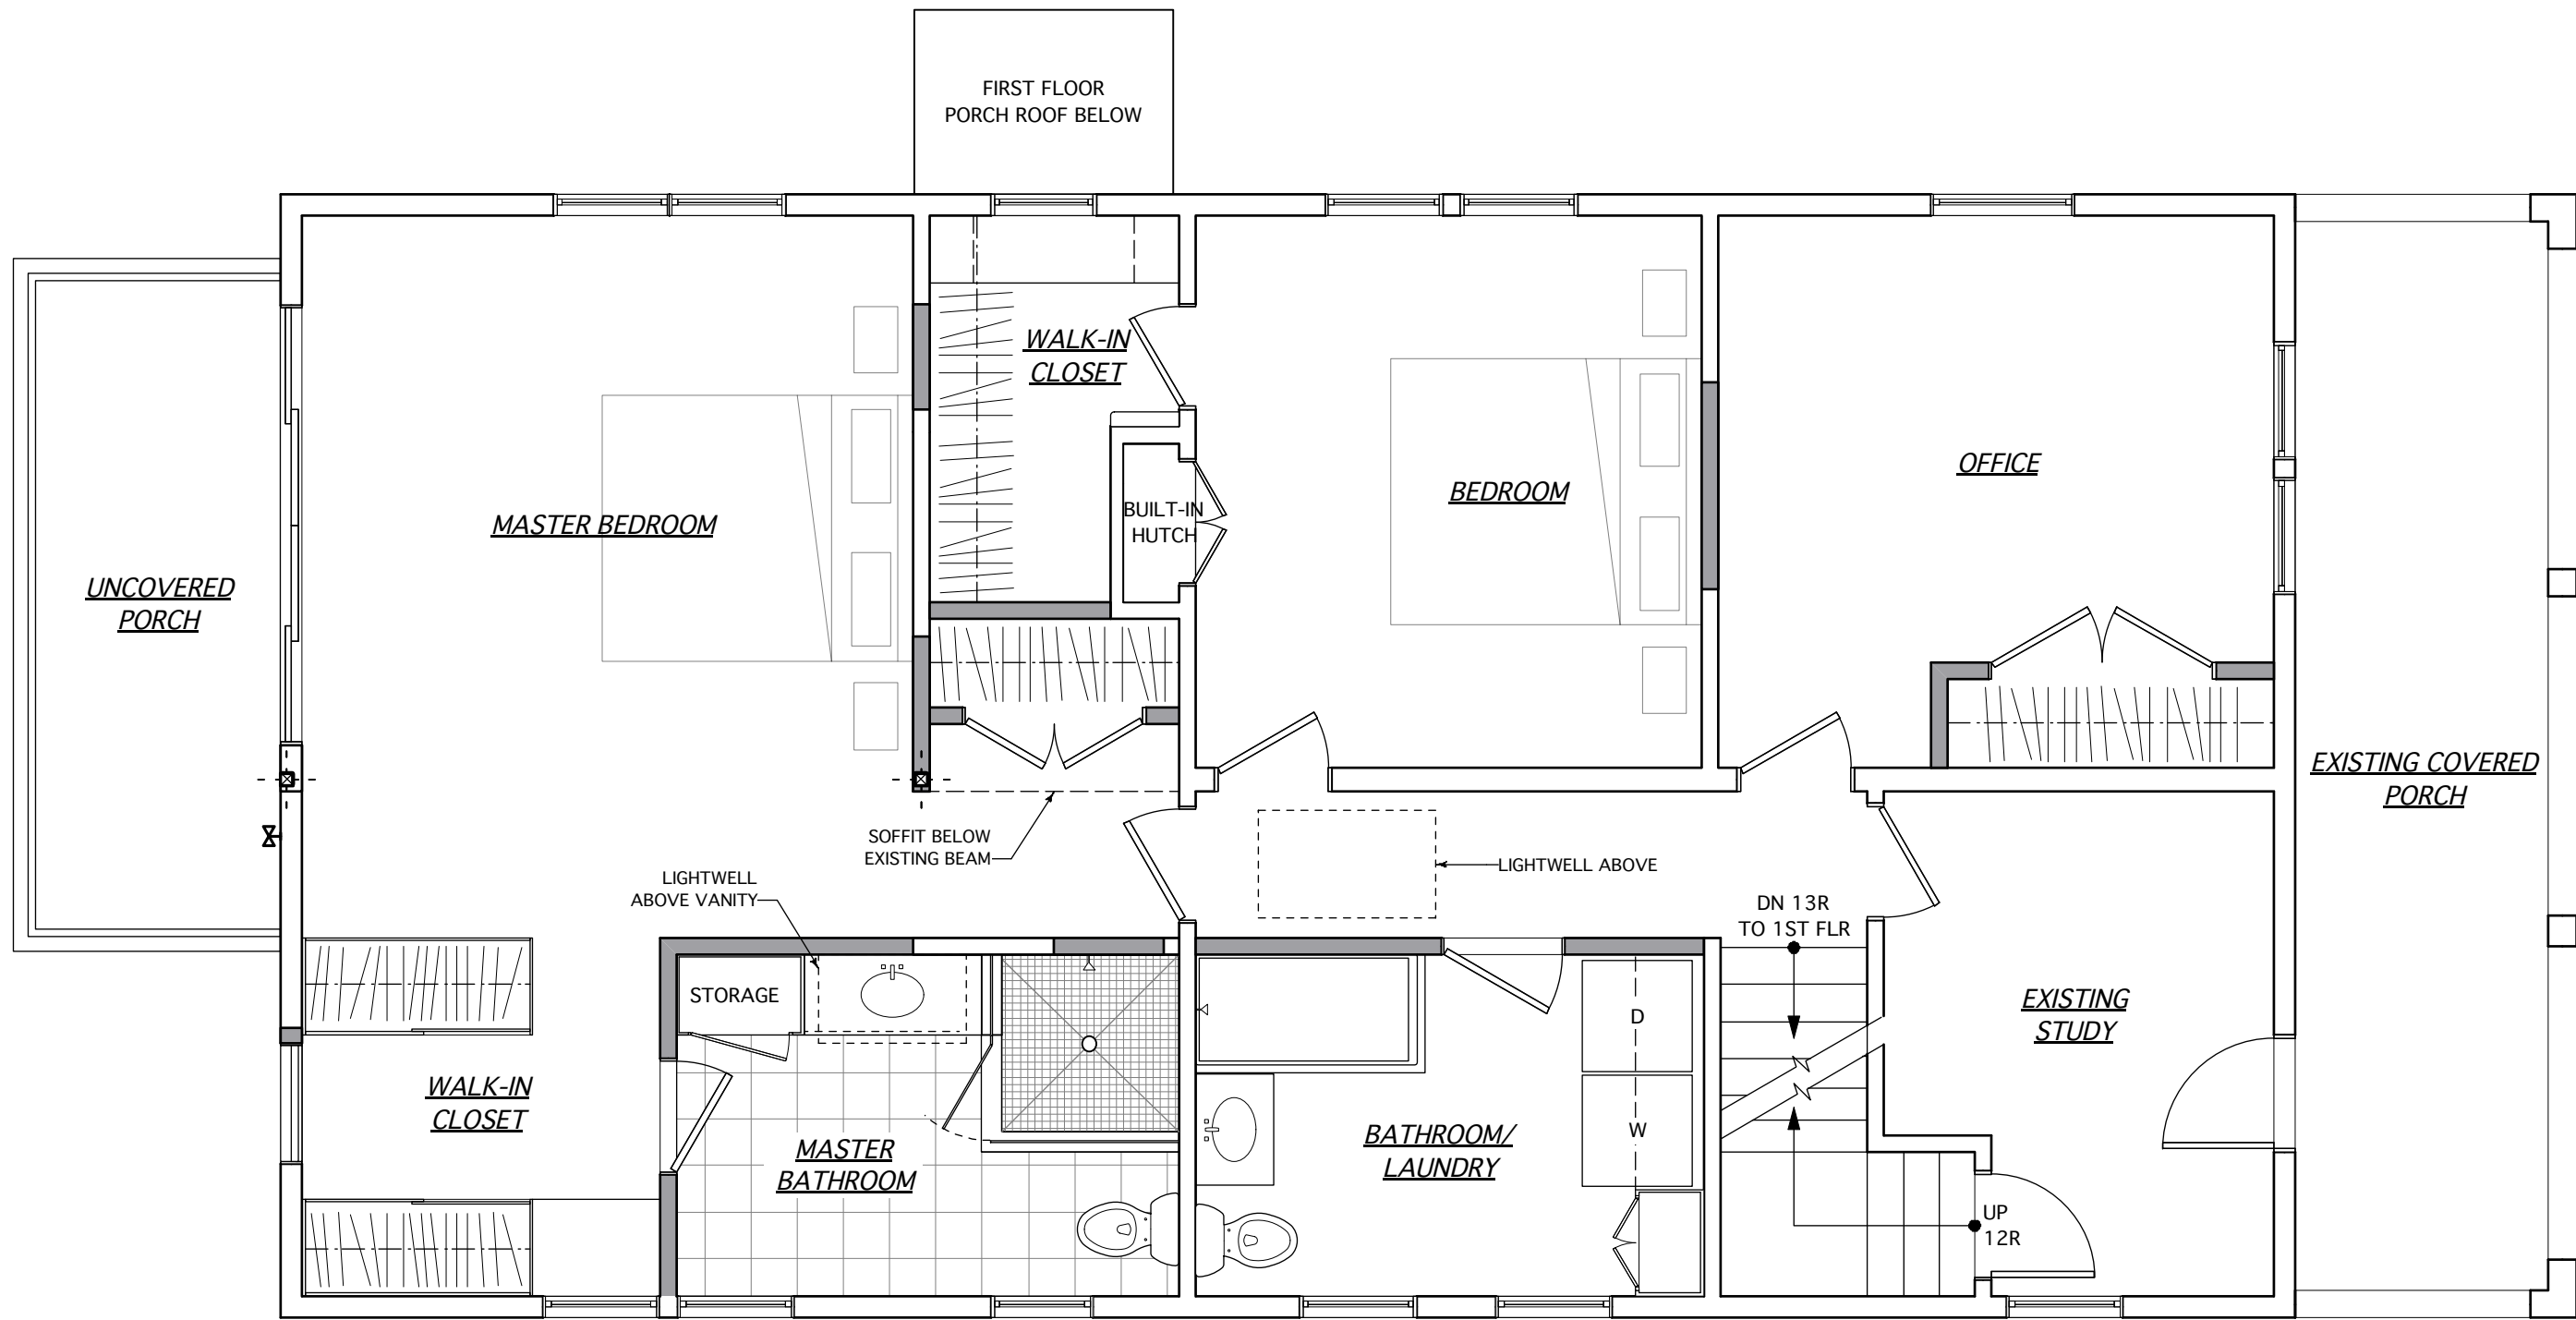 FIRST FLOOR
PORCH ROOF BELOW
WALK-IN
CLOSET
OFFICE
BEDROOM
BUILT-IN
HUTCH
MASTER BEDROOM
UNCOVERED
PORCH
EXISTING COVERED
PORCH
SOFFIT BELOW
EXISTING BEAM
LIGHTWELL ABOVE
LIGHTWELL
ABOVE VANITY
DN 13R
TO 1ST FLR
STORAGE
D
EXISTING
STUDY
WALK-IN
CLOSET
W
BATHROOM/
LAUNDRY
MASTER
BATHROOM
UP
12R